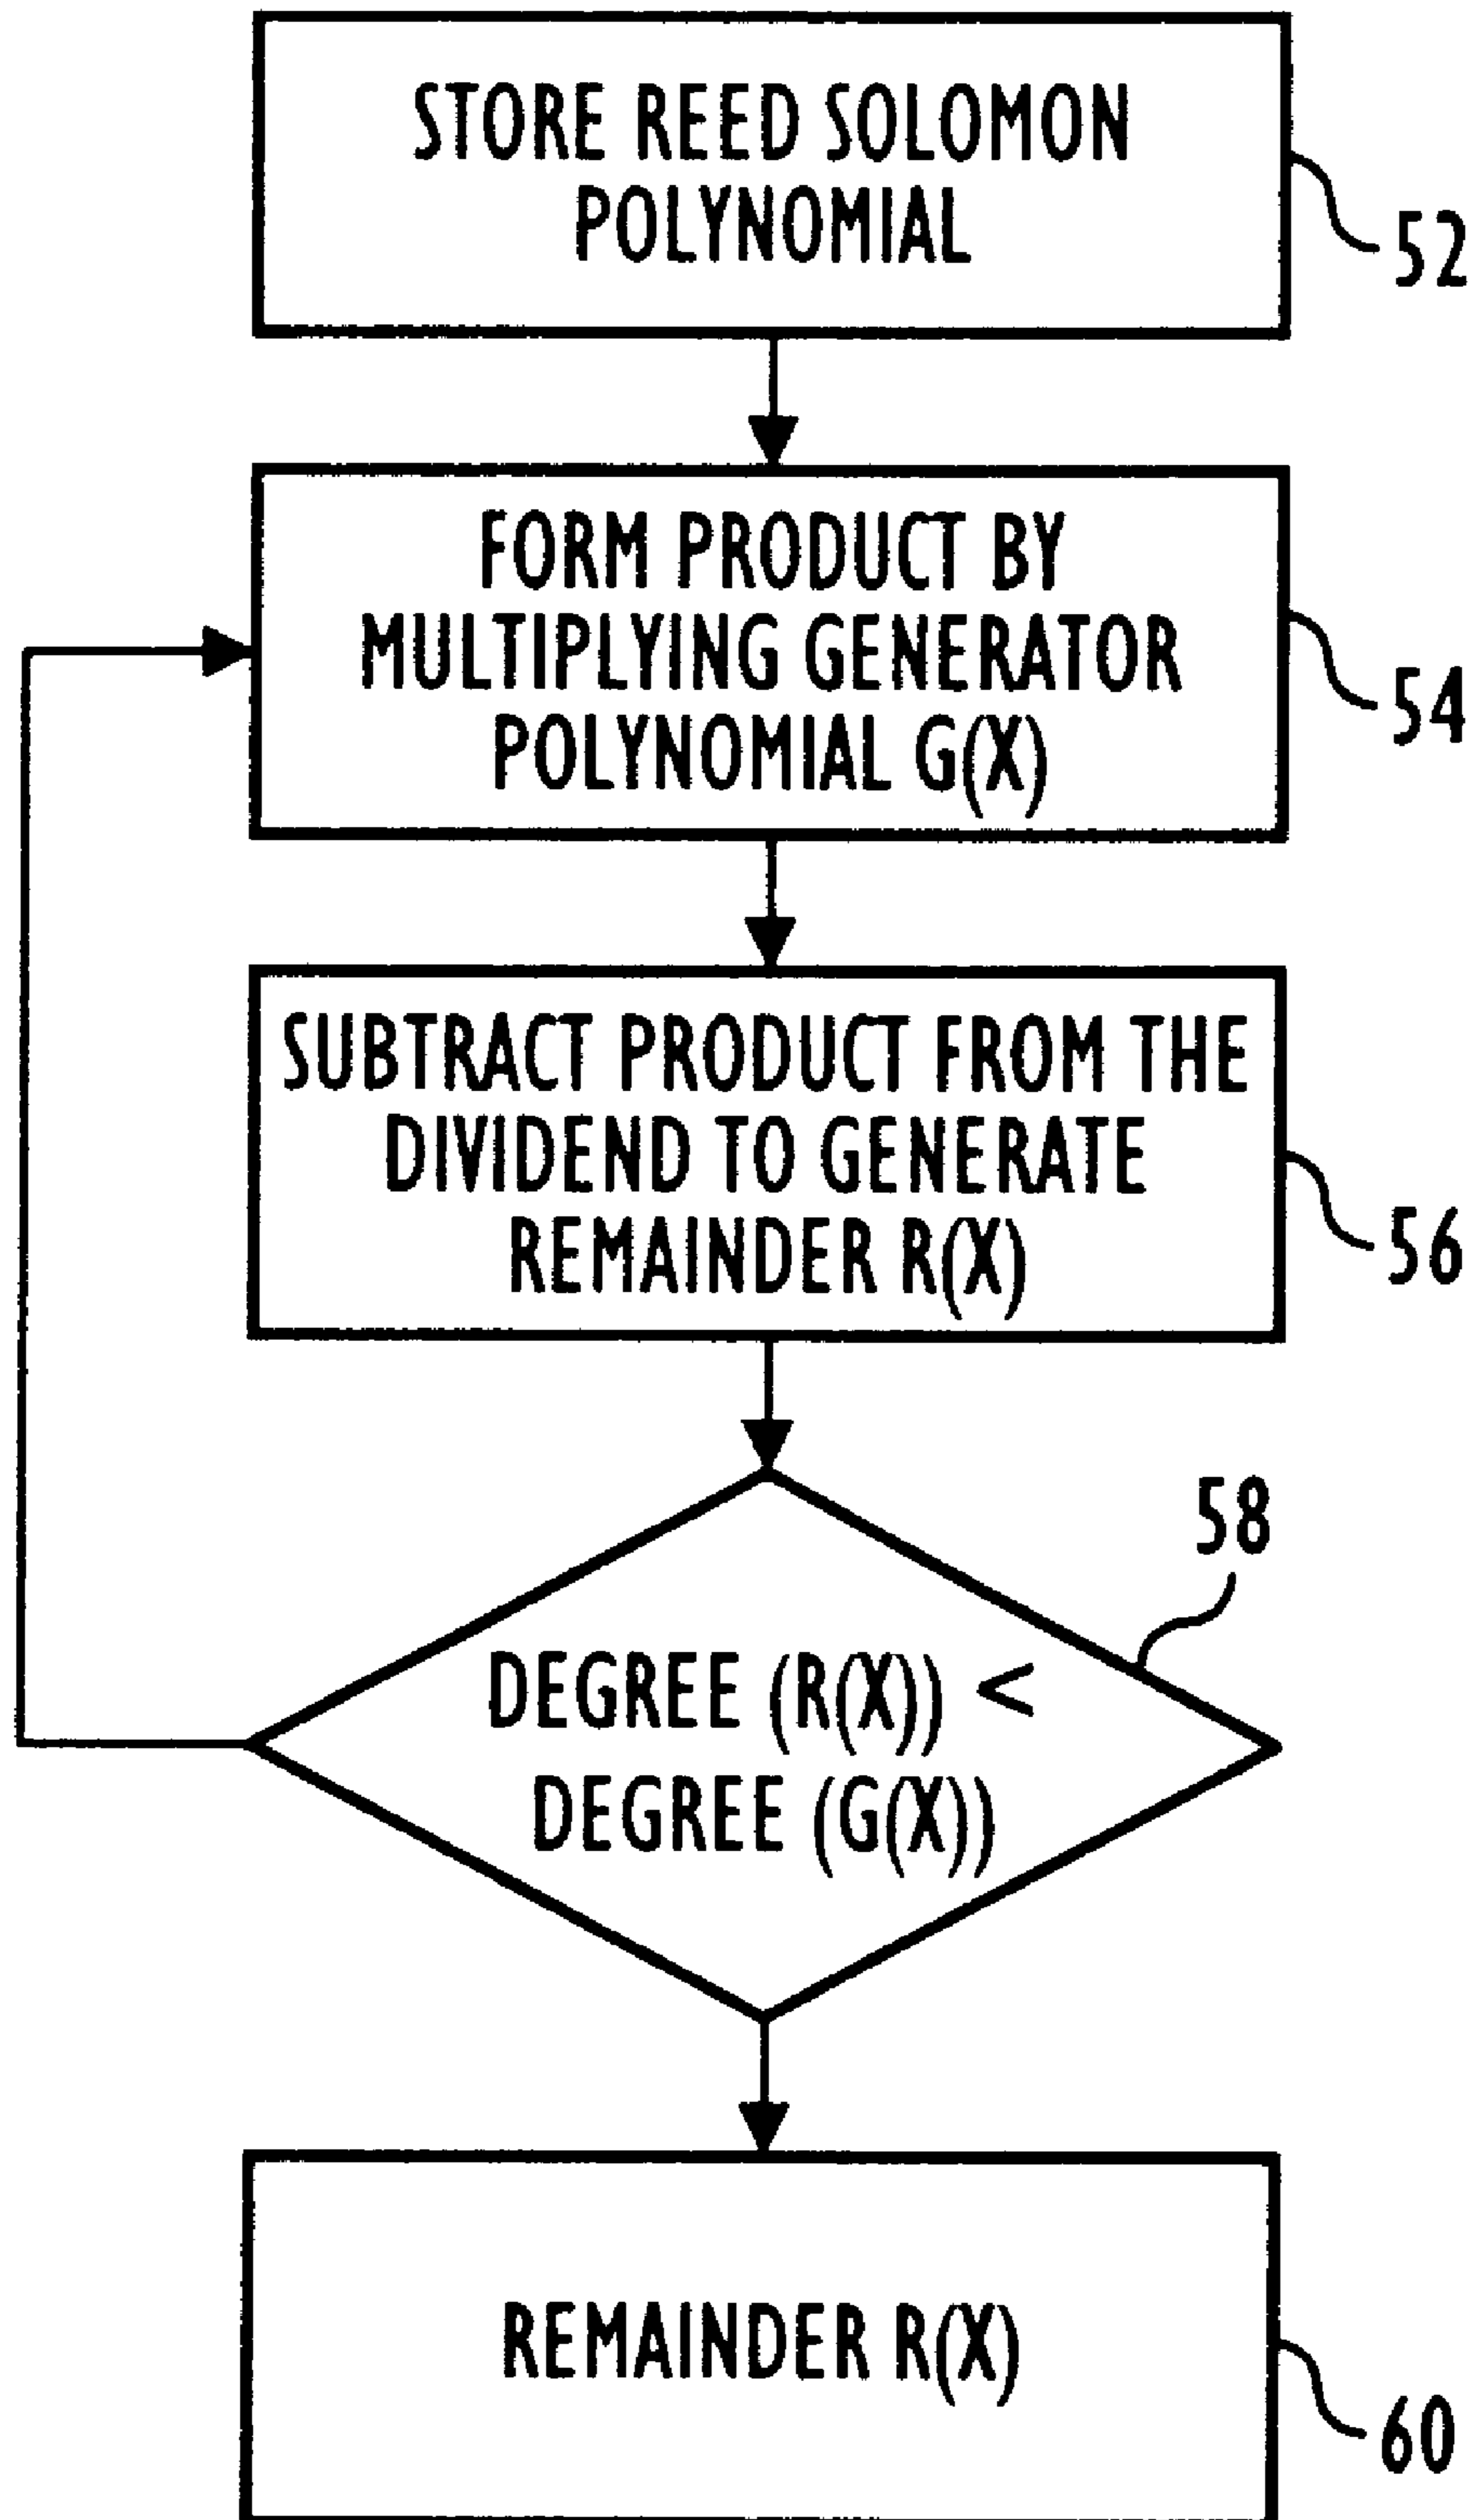 STORE REED SOLOMON
POLYNOMIAL
52
FORM PRODUCT BY
MULTIPLYING GENERATOR
POLYNOMIAL G(X)
54
SUBTRACT PRODUCT FROM THE
DIVIDEND TO GENERATE
REMAINDER R(X)
56
58
DEGREE (R(X)) <
DEGREE (G(X))
REMAINDER R(X)
60